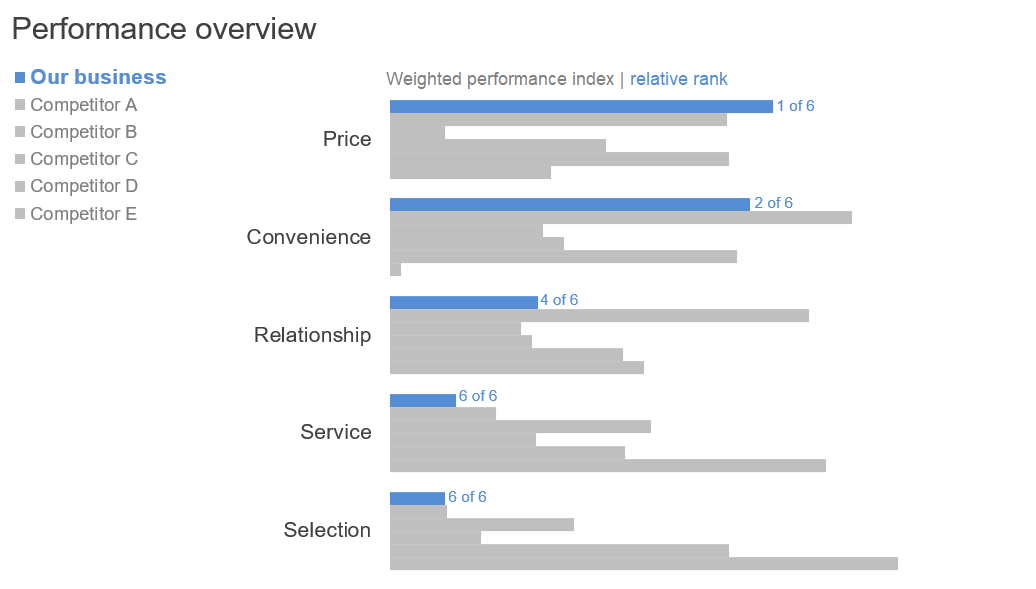 Performance overview
Our business
Competitor A
Competitor B
Competitor C
Competitor D
Competitor E
Weighted performance index | relative rank
Price
1 of 6
Convenience
2 of 6
Relationship
4 of 6
Service
6 of 6
Selection
6 of 6